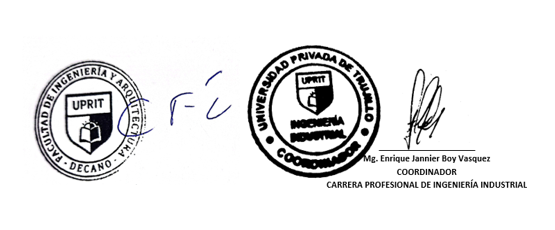 FACULTAD DE INGENIERÍA Y ARQUITECTURA
UPRIT
· DECANO ·
UNIVERSIDAD PRIVADA DE TRUJILLO
UPRIT
INGENIERÍA
INDUSTRIAL
• COORDINADOR •
Mg. Enrique Jannier Boy Vasquez
COORDINADOR
CARRERA PROFESIONAL DE INGENIERÍA INDUSTRIAL